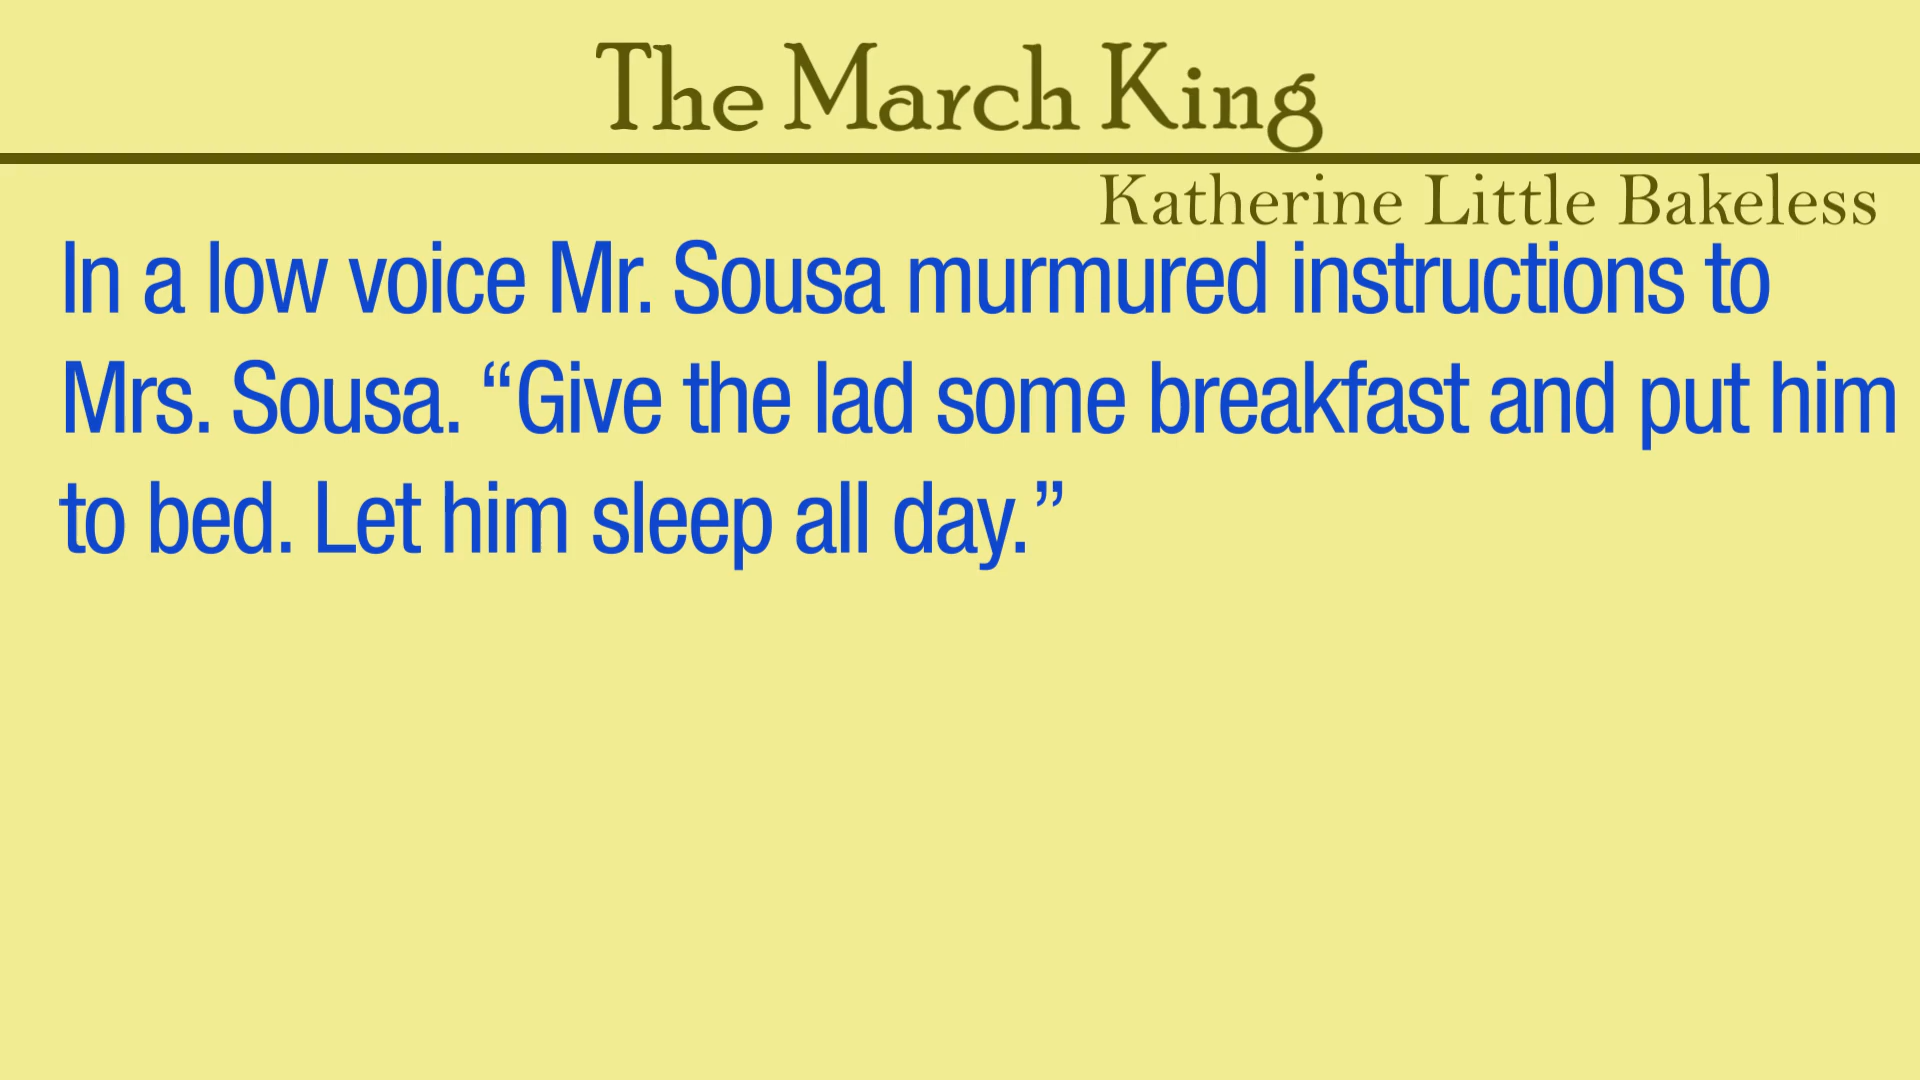 The March King
Katherine Little Bakeless
In a low voice Mr. Sousa murmured instructions to
Mrs. Sousa. “Give the lad some breakfast and put him
to bed. Let him sleep all day.”